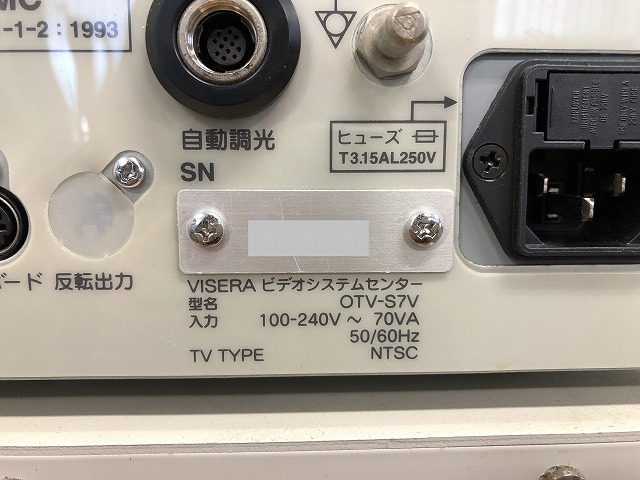 MC
-1-2:1993
自動調光
ヒューズ
T3.15AL250V
SN
ボード 反転出力
VISERA ビデオシステムセンター
型名 OTV-S7V
入力 100-240V ～ 70VA
50/60Hz
TV TYPE NTSC